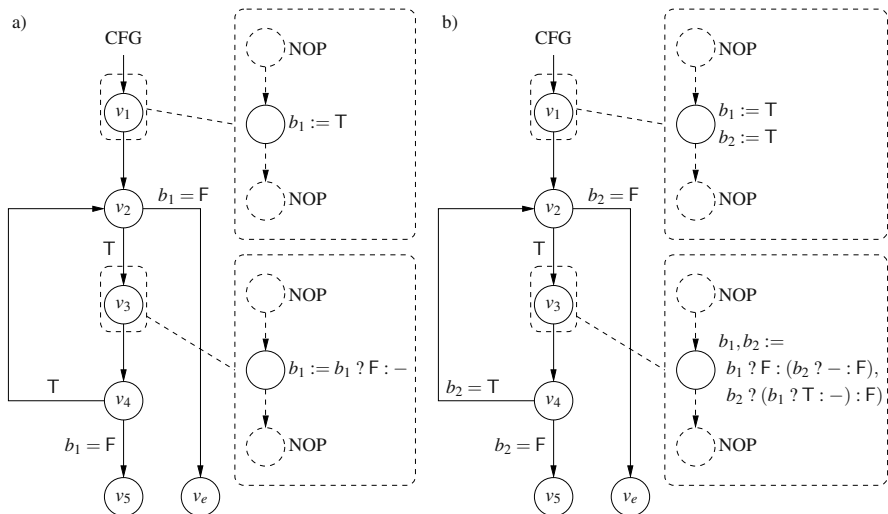 a)
CFG
NOP
v1
b1 := T
NOP
v2
b1 = F
T
NOP
v3
b1 := b1 ? F : −
T
v4
NOP
b1 = F
v5
ve
b)
CFG
NOP
v1
b1 := T
b2 := T
NOP
v2
b2 = F
T
NOP
v3
b1, b2 :=
b1 ? F : (b2 ? − : F),
b2 ? (b1 ? T : −) : F)
b2 = T
v4
NOP
b2 = F
v5
ve